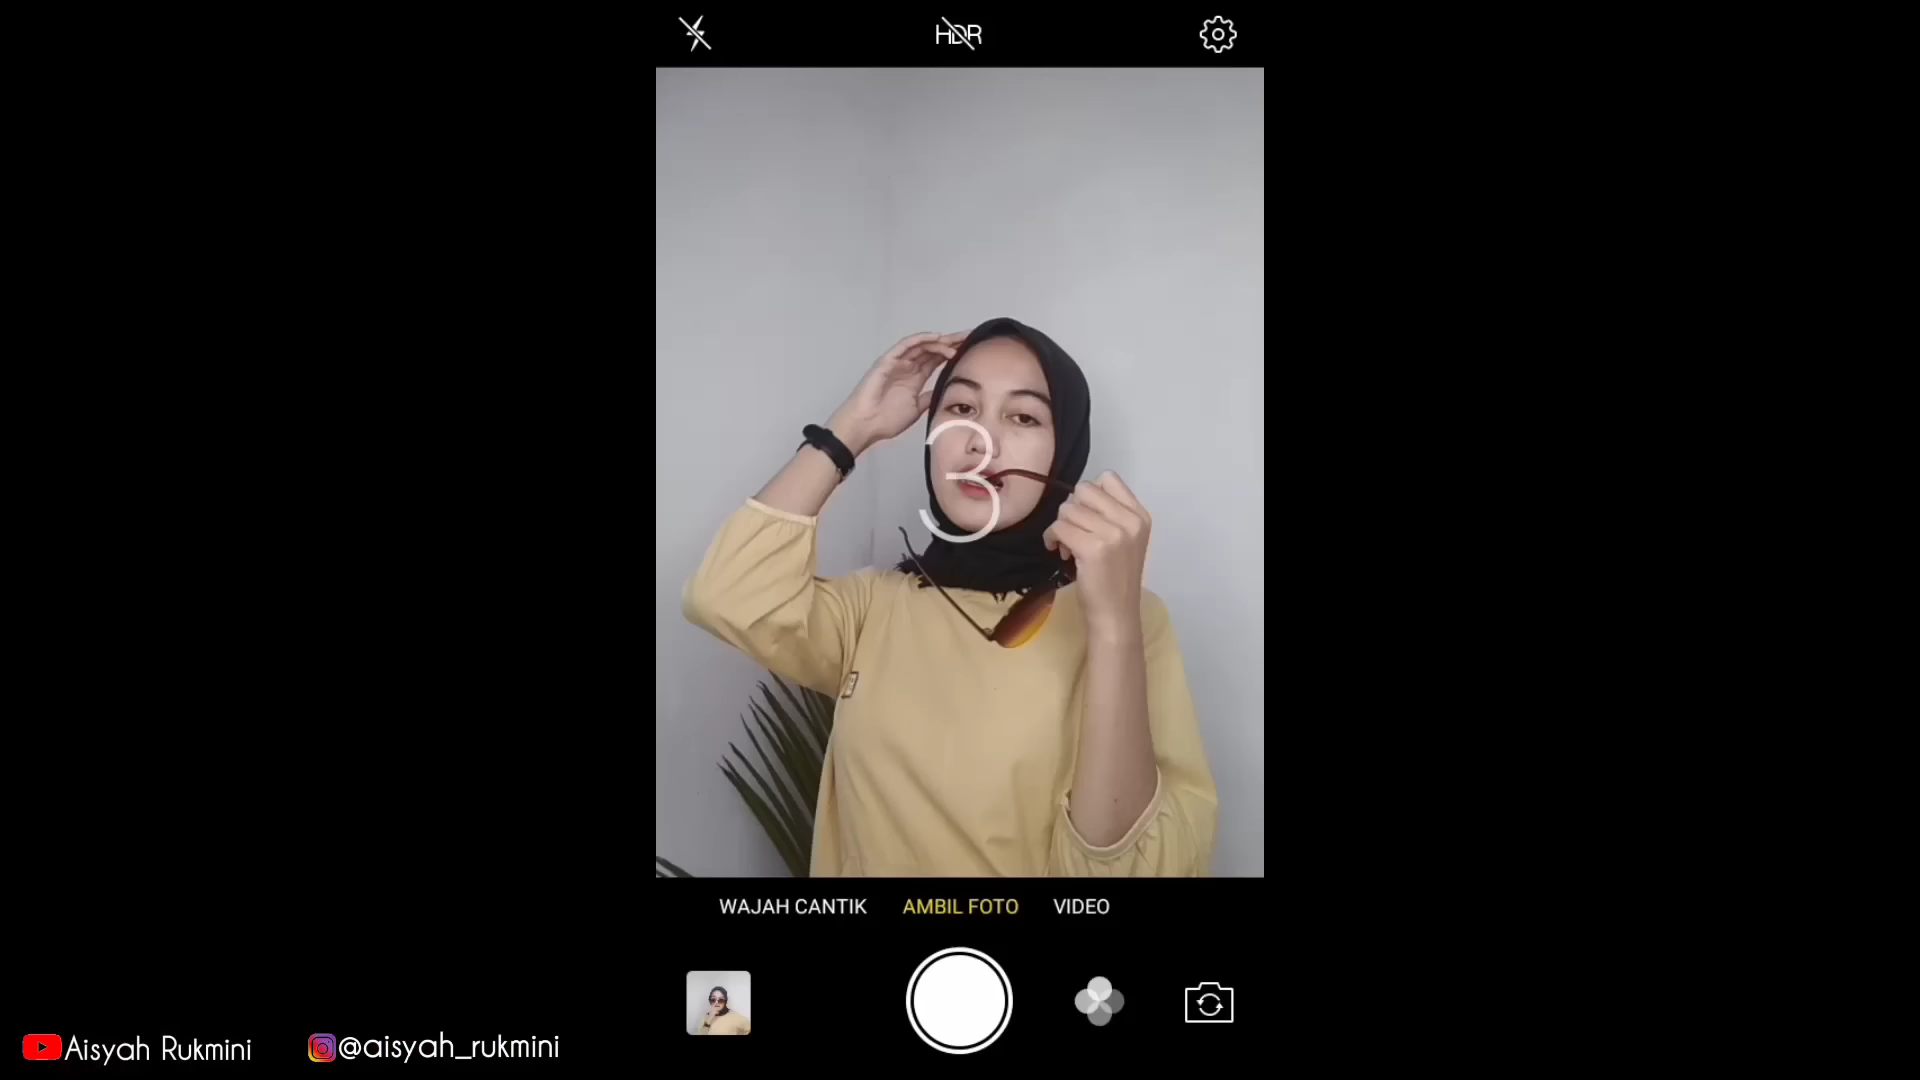 HDR
3
WAJAH CANTIK
AMBIL FOTO
VIDEO
Aisyah Rukmini
@aisyah_rukmini